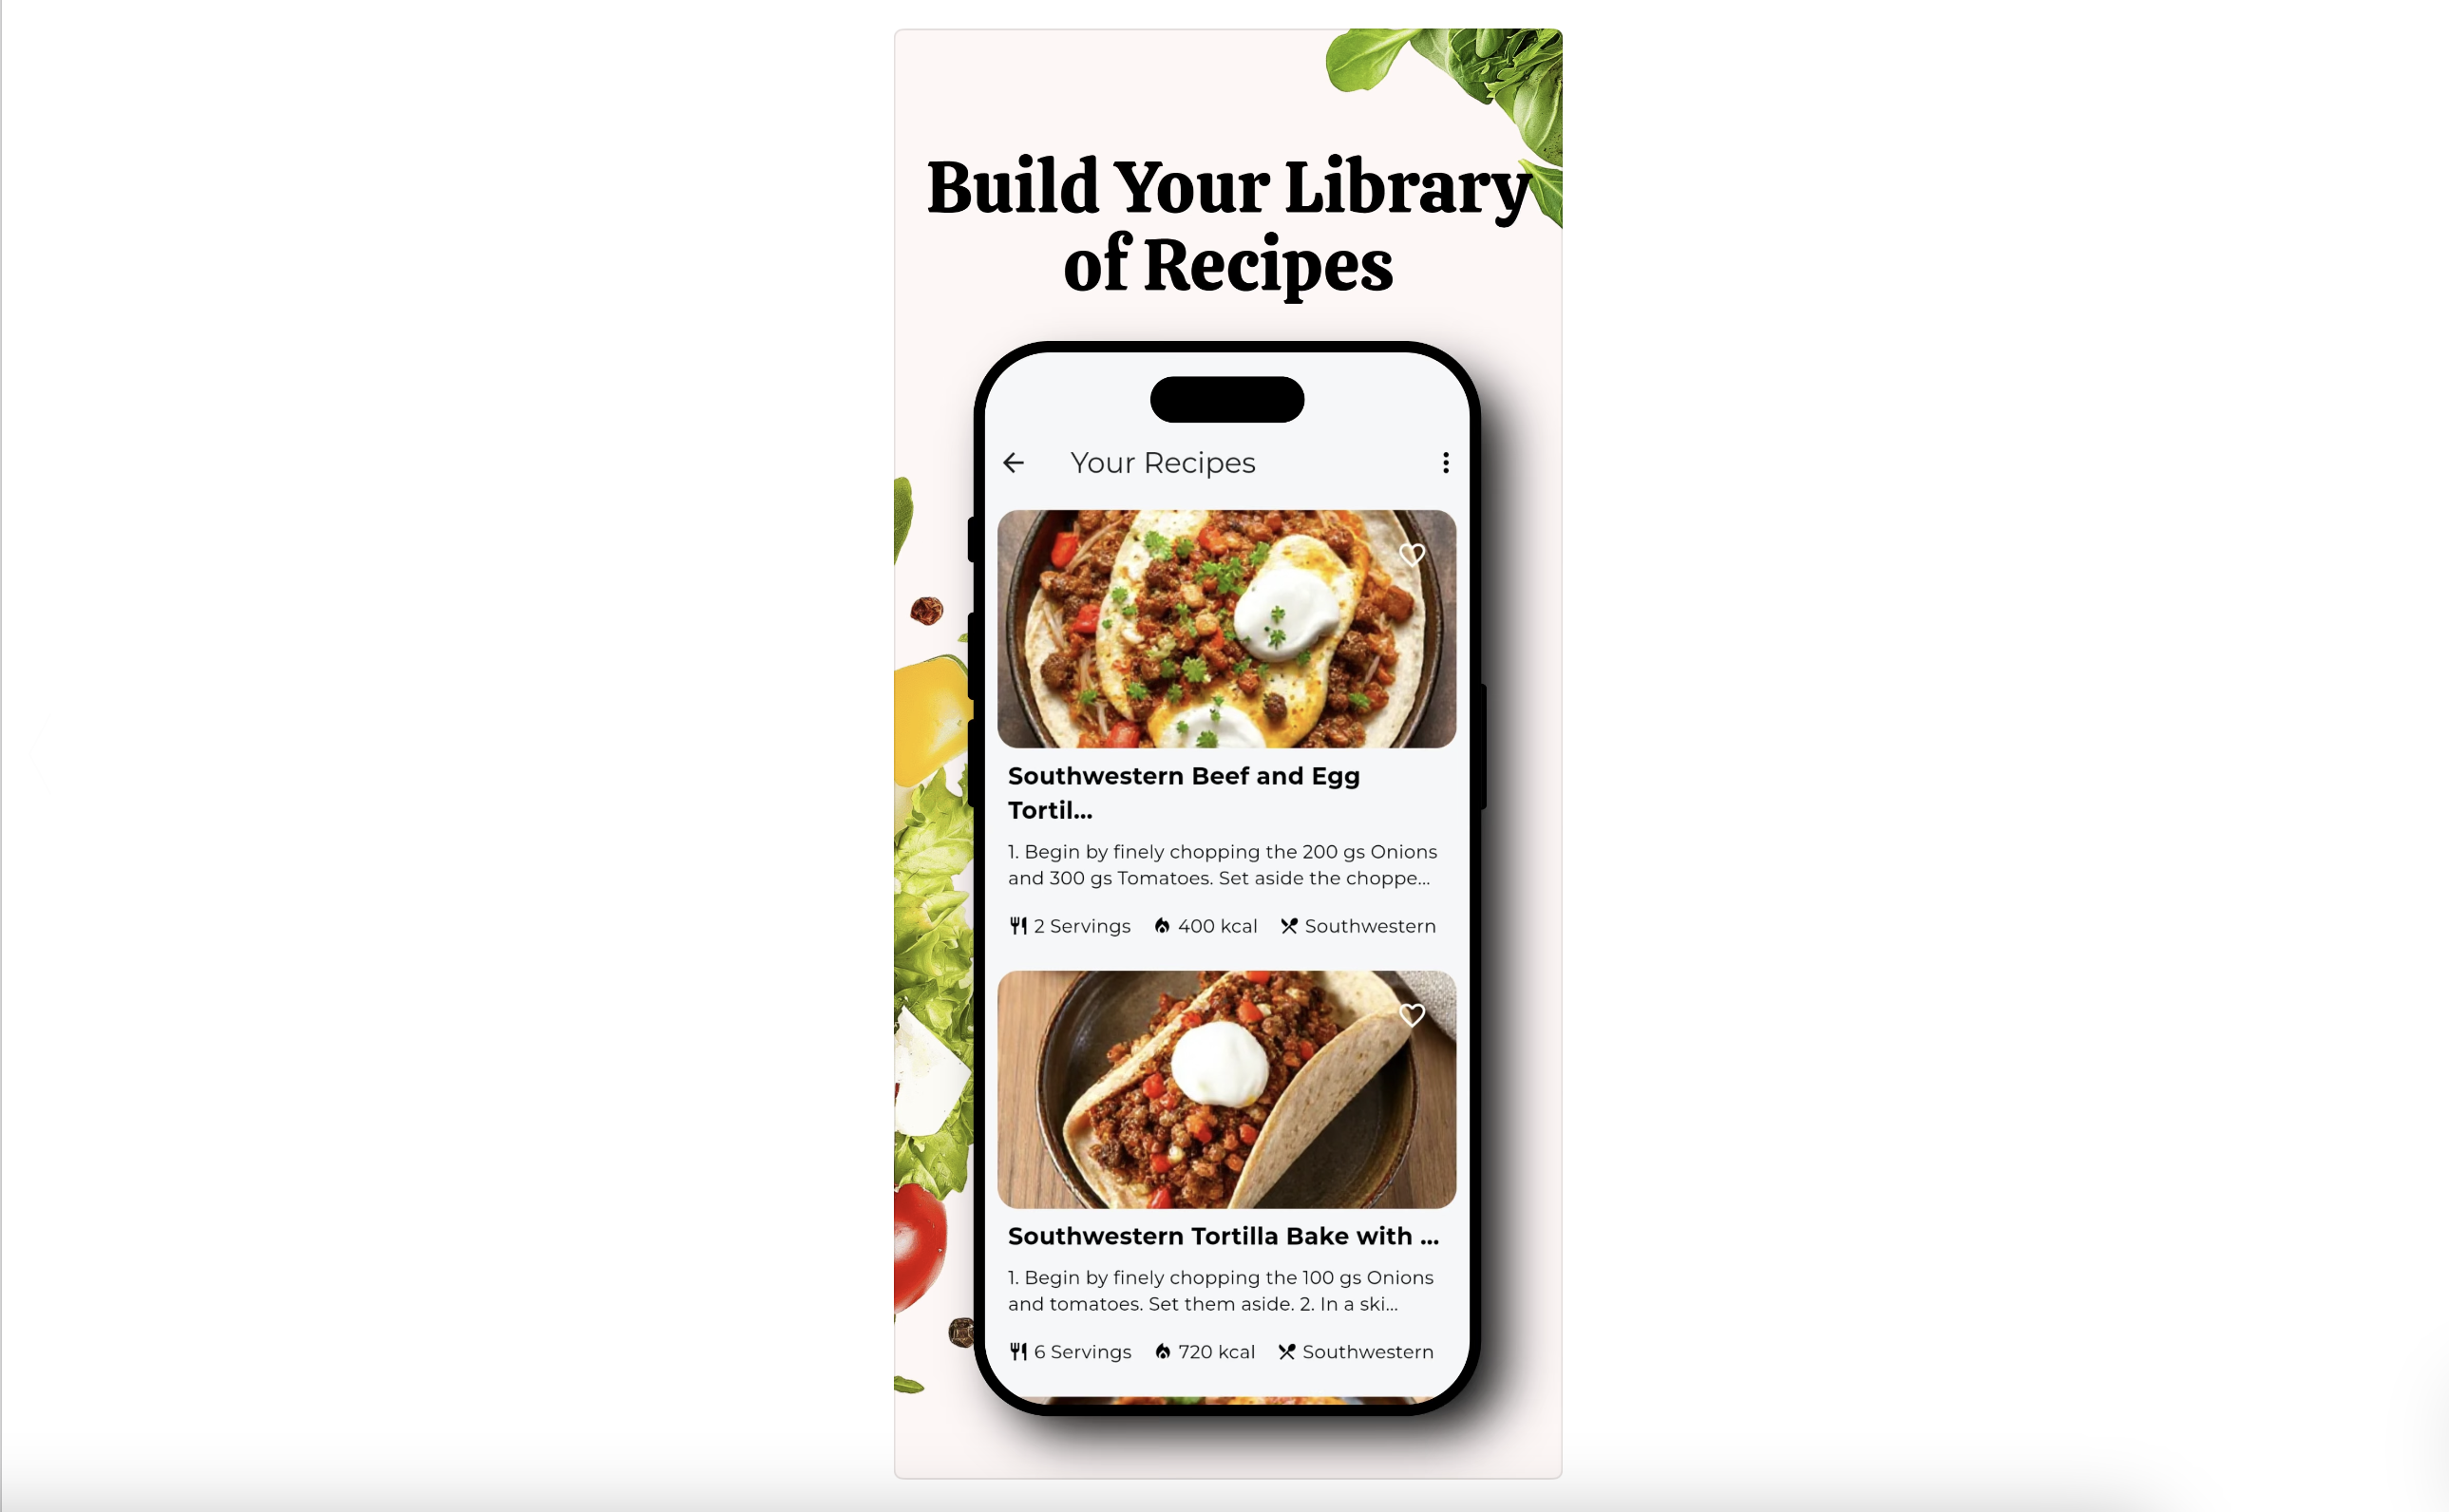 Build Your Library
of Recipes
Your Recipes
Southwestern Beef and Egg
Tortil...
1. Begin by finely chopping the 200 gs Onions
and 300 gs Tomatoes. Set aside the choppe...
2 Servings 400 kcal Southwestern
Southwestern Tortilla Bake with ...
1. Begin by finely chopping the 100 gs Onions
and tomatoes. Set them aside. 2. In a ski...
6 Servings 720 kcal Southwestern